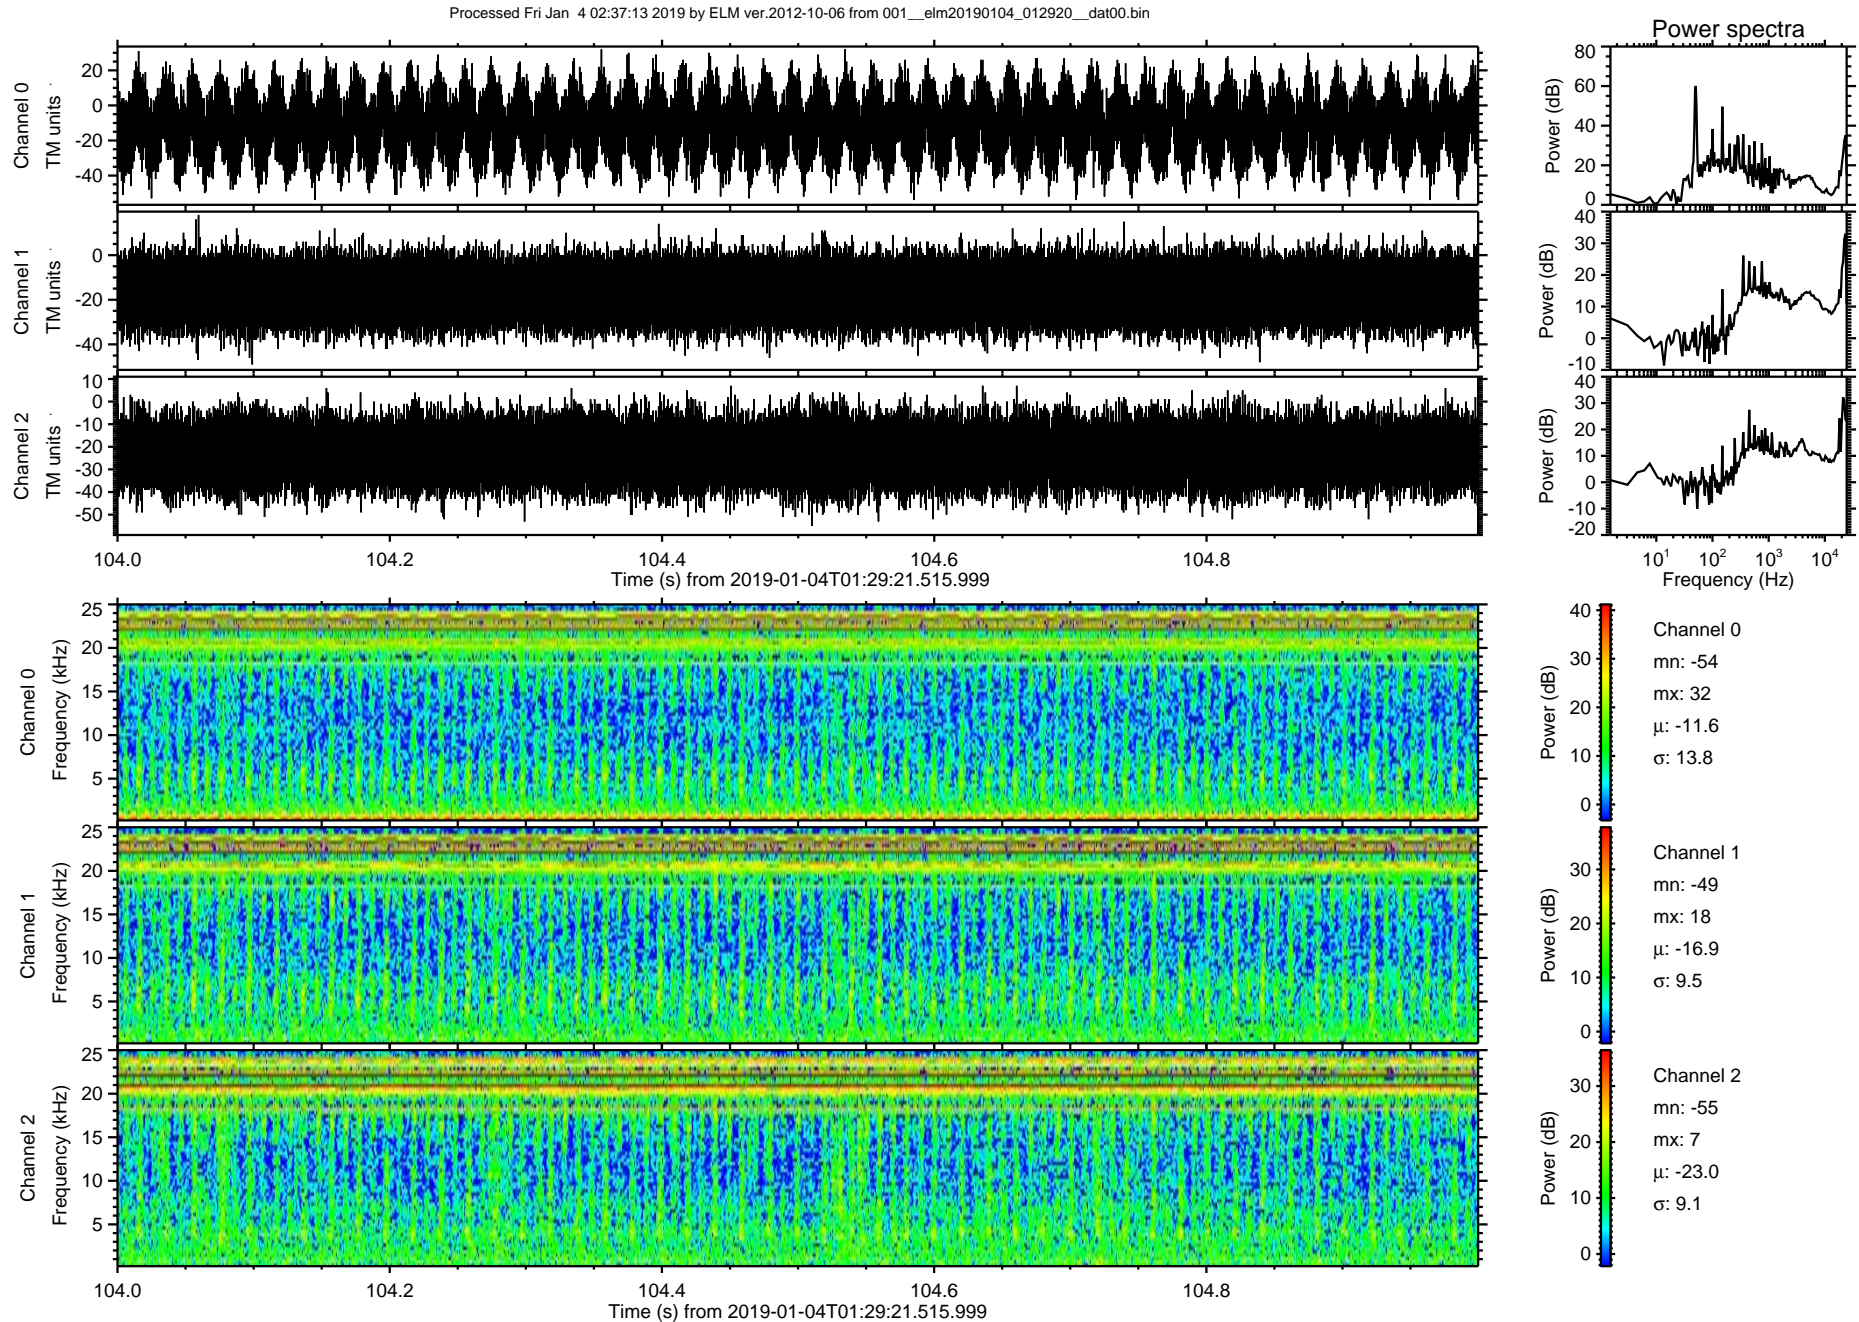 Processed Fri Jan  4 02:37:13 2019 by ELM ver.2012-10-06 from 001__elm20190104_012920__dat00.bin
Power spectra
Channel 0
TM units
20
0
-20
-40
Power (dB)
80
60
40
20
0
Channel 1
TM units
0
-20
-40
Power (dB)
40
30
20
10
0
-10
Channel 2
TM units
10
0
-10
-20
-30
-40
-50
Power (dB)
40
30
20
10
0
-10
-20
104.0 104.2 104.4 104.6 104.8
Time (s) from 2019-01-04T01:29:21.515.999
10¹ 10² 10³ 10⁴
Frequency (Hz)
Channel 0
Frequency (kHz)
25
20
15
10
5
Power (dB)
40
30
20
10
0
Channel 0
mn: -54
mx: 32
μ: -11.6
σ: 13.8
Channel 1
Frequency (kHz)
25
20
15
10
5
Power (dB)
30
20
10
0
Channel 1
mn: -49
mx: 18
μ: -16.9
σ: 9.5
Channel 2
Frequency (kHz)
25
20
15
10
5
Power (dB)
30
20
10
0
Channel 2
mn: -55
mx: 7
μ: -23.0
σ: 9.1
104.0 104.2 104.4 104.6 104.8
Time (s) from 2019-01-04T01:29:21.515.999